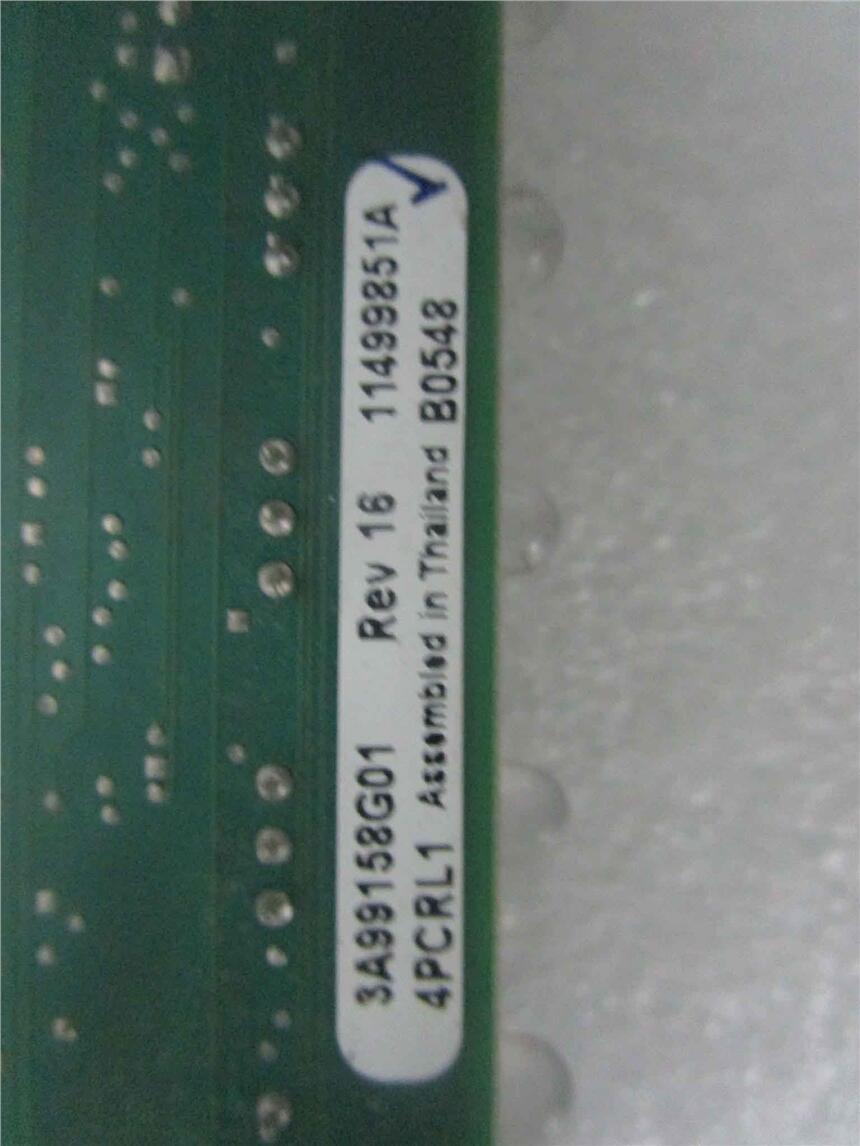 3A99158G01 Rev 16 11499851A
4PCRL1 Assembled in Thailand B0548